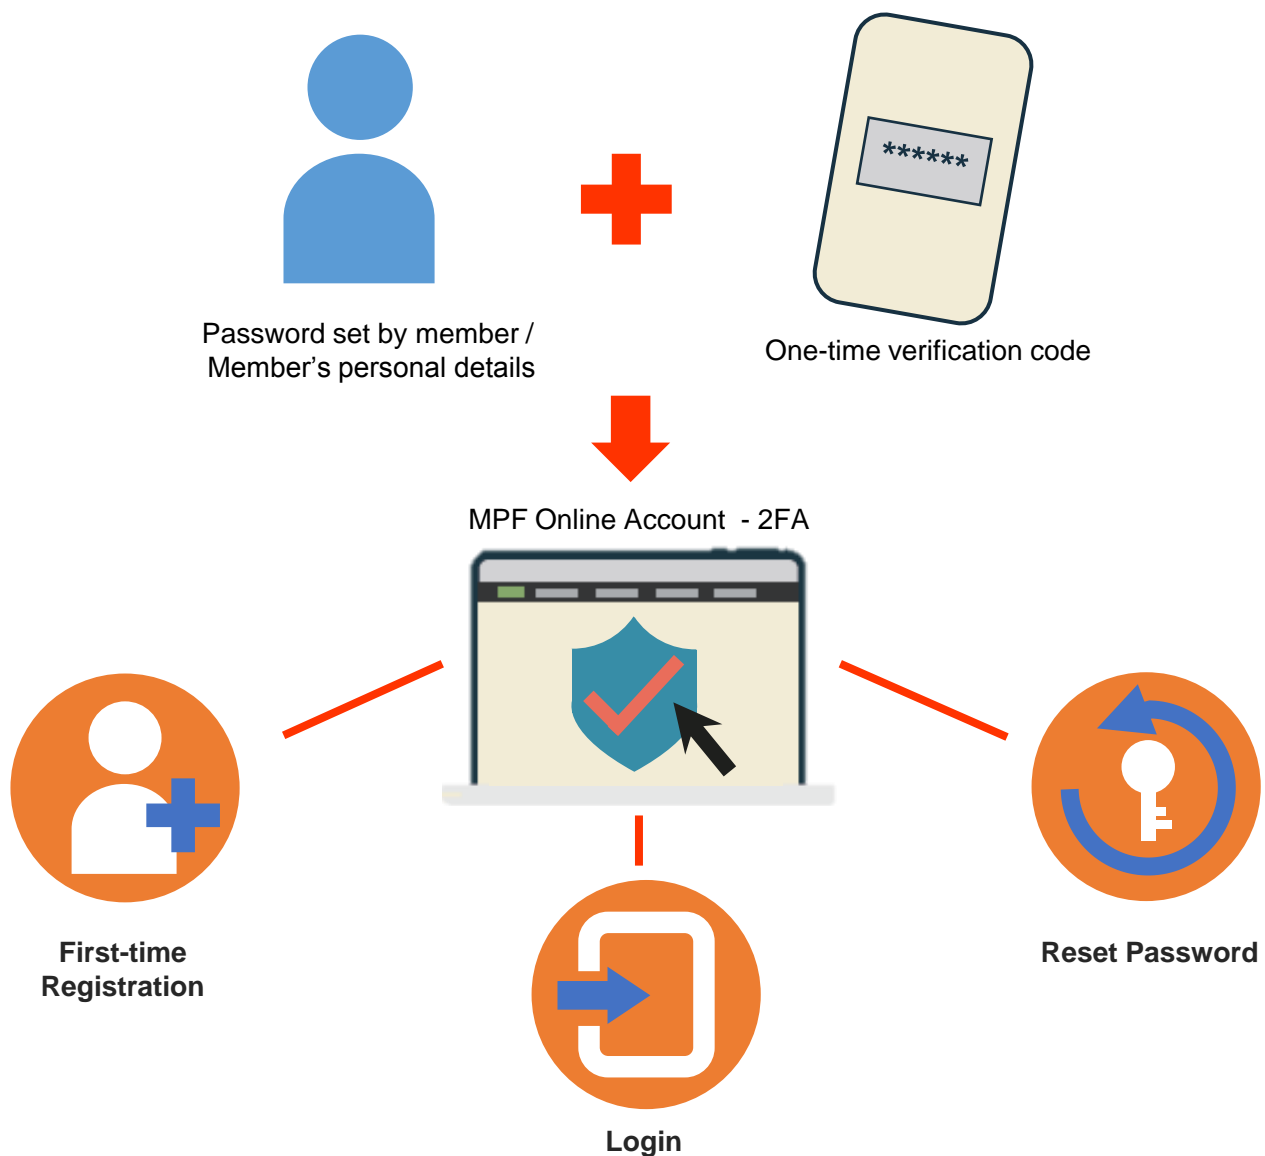 ******
Password set by member /
Member’s personal details
One-time verification code
MPF Online Account  - 2FA
First-time
Registration
Reset Password
Login